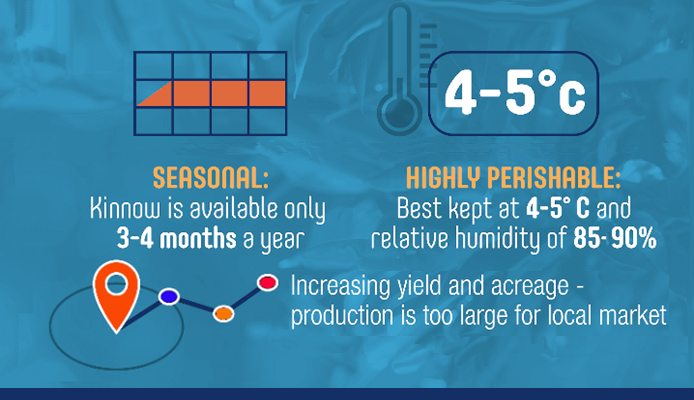 4-5°c
SEASONAL:
Kinnow is available only
3-4 months a year
HIGHLY PERISHABLE:
Best kept at 4-5° C and
relative humidity of 85-90%
Increasing yield and acreage -
production is too large for local market